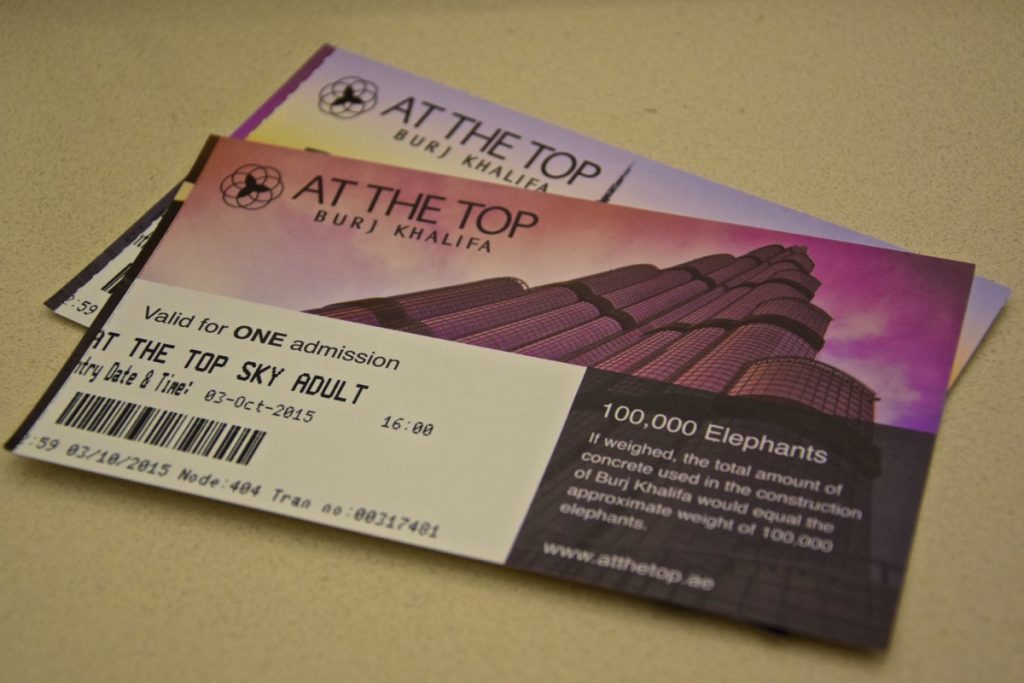 AT THE TOP
BURJ KHALIFA
:59
AT THE TOP
BURJ KHALIFA
Valid for ONE admission
AT THE TOP SKY ADULT
ntry Date & Time: 03-Oct-2015 16:00
:59 03/10/2015 Node:404 Tran no:00317481
100,000 Elephants
If weighed, the total amount of
concrete used in the construction
of Burj Khalifa would equal the
approximate weight of 100,000
elephants.
www.atthetop.ae